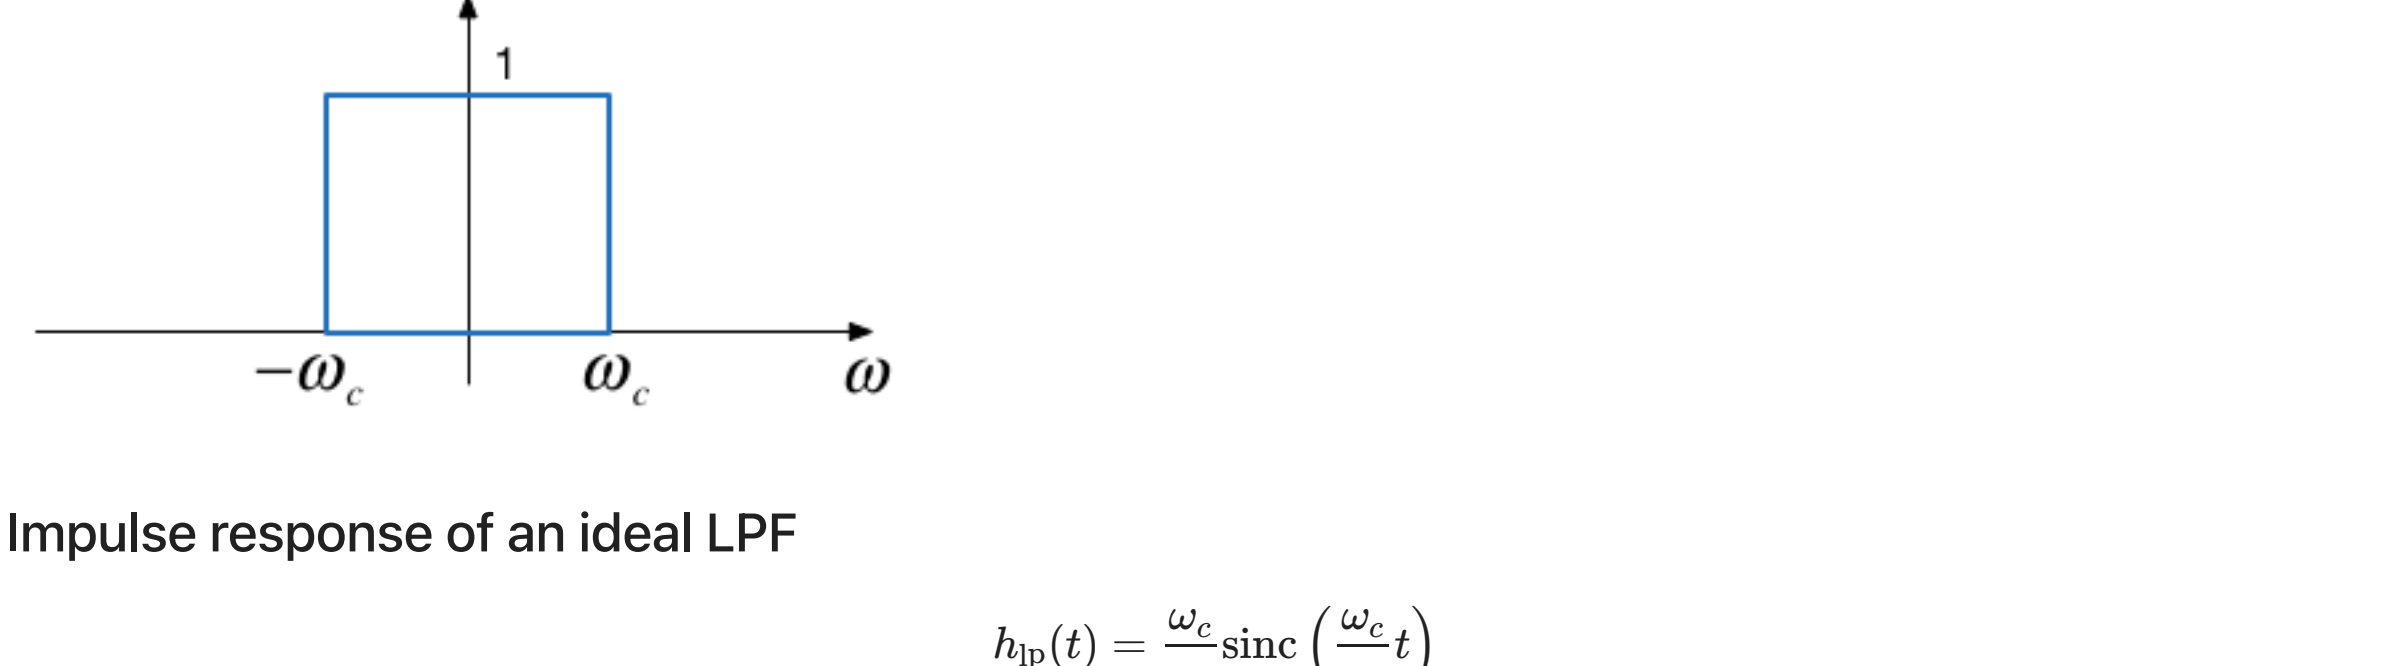 1
−ω_c ω_c ω
Impulse response of an ideal LPF
h_lp(t) = ω_c sinc (ω_c t)